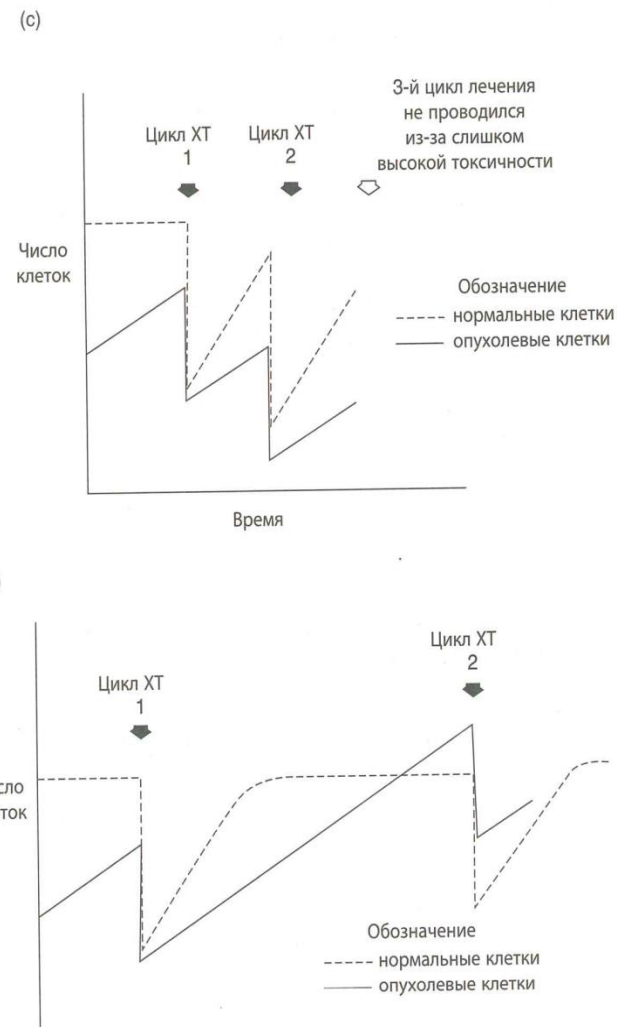 (c)
3-й цикл лечения
не проводился
из-за слишком
высокой токсичности
Цикл ХТ
1
Цикл ХТ
2
Число
клеток
Обозначение
нормальные клетки
опухолевые клетки
Время
Цикл ХТ
1
Цикл ХТ
2
Обозначение
нормальные клетки
опухолевые клетки